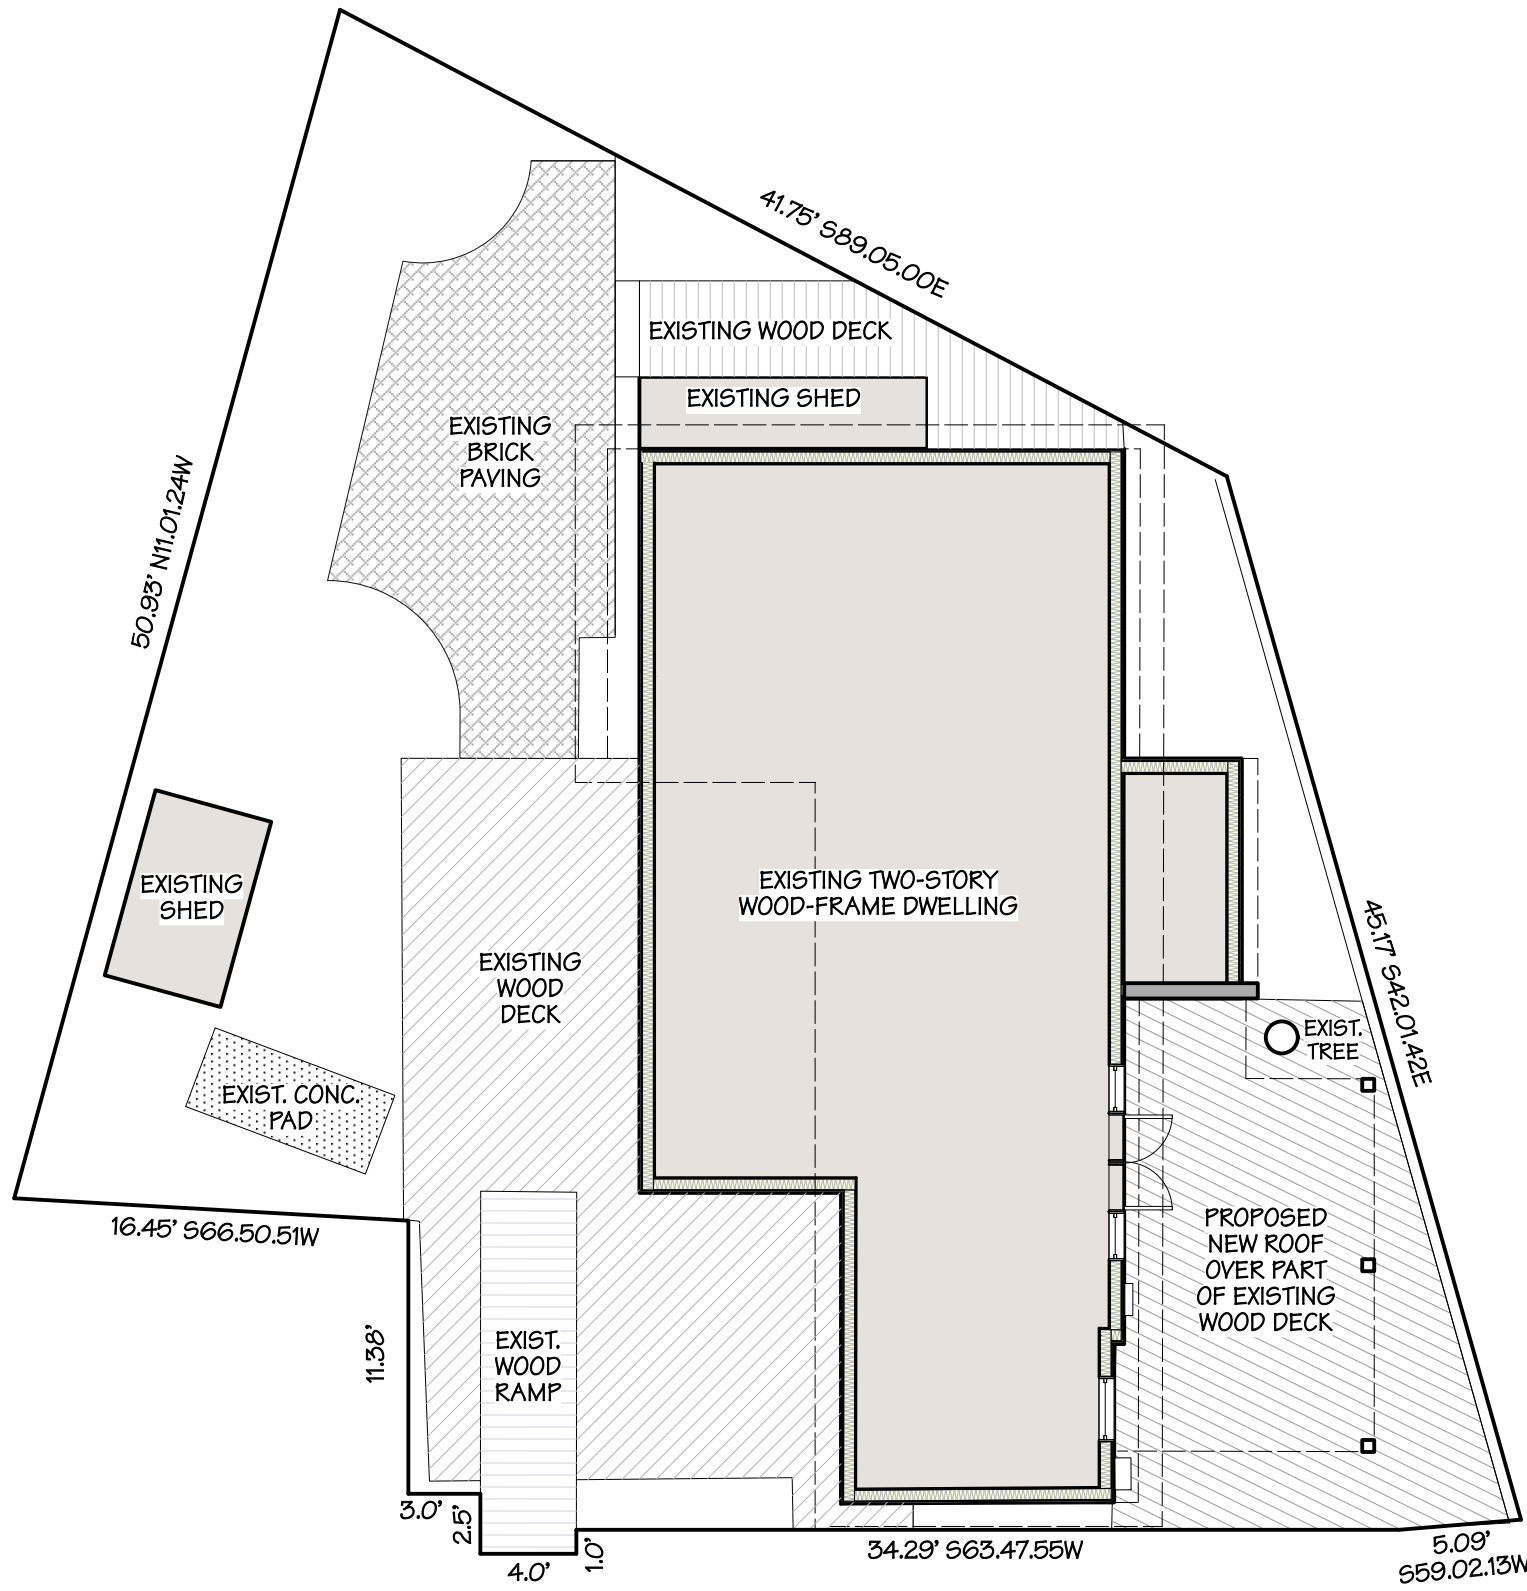 41.75' S89.05.00E
EXISTING WOOD DECK
EXISTING SHED
EXISTING
BRICK
PAVING
50.93' N11.01.24W
EXISTING
SHED
EXISTING TWO-STORY
WOOD-FRAME DWELLING
EXISTING
WOOD
DECK
45.17' S42.01.42E
EXIST.
TREE
EXIST. CONC.
PAD
16.45' S66.50.51W
PROPOSED
NEW ROOF
OVER PART
OF EXISTING
WOOD DECK
11.38'
EXIST.
WOOD
RAMP
3.0'
2.5'
4.0'
1.0'
34.29' S63.47.55W
5.09'
S59.02.13W